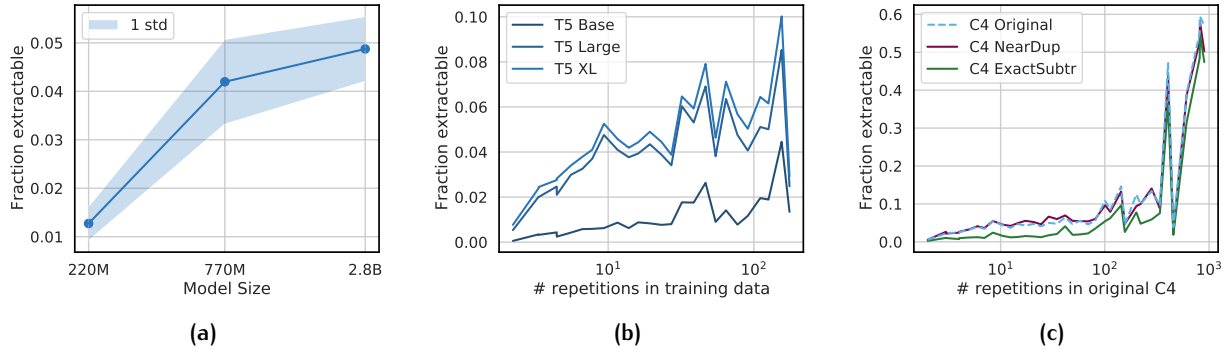 1 std
0.05
0.04
0.03
0.02
0.01
Fraction extractable
220M
770M
2.8B
Model Size
(a)
T5 Base
T5 Large
T5 XL
0.10
0.08
0.06
0.04
0.02
0.00
Fraction extractable
10¹
10²
# repetitions in training data
(b)
C4 Original
C4 NearDup
C4 ExactSubtr
0.6
0.5
0.4
0.3
0.2
0.1
0.0
Fraction extractable
10¹
10²
10³
# repetitions in original C4
(c)